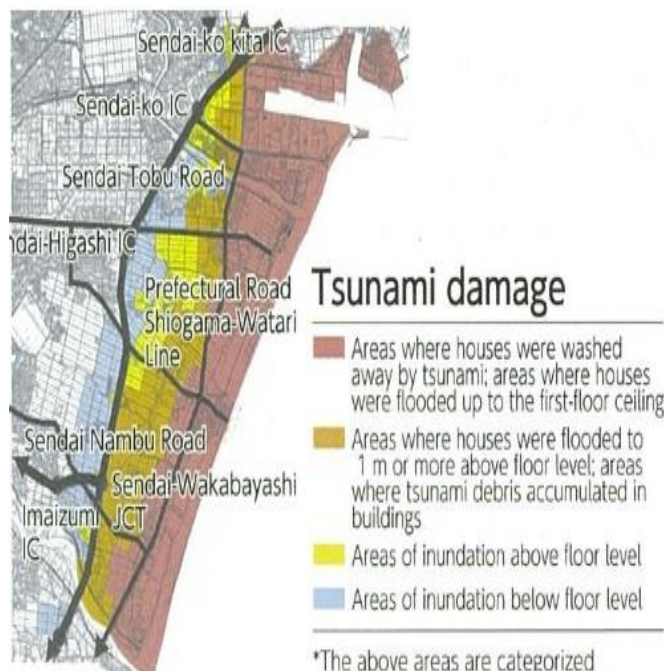 Sendai-ko kita IC
Sendai-ko IC
Sendai-Tobu Road
ndai-Higashi IC
Prefectural Road
Shiogama-Watari
Line
Sendai Nambu Road
Sendai-Wakabayashi
JCT
Imaizumi
IC
Tsunami damage
Areas where houses were washed
away by tsunami; areas where houses
were flooded up to the first-floor ceiling
Areas where houses were flooded to
1 m or more above floor level; areas
where tsunami debris accumulated in
buildings
Areas of inundation above floor level
Areas of inundation below floor level
*The above areas are categorized